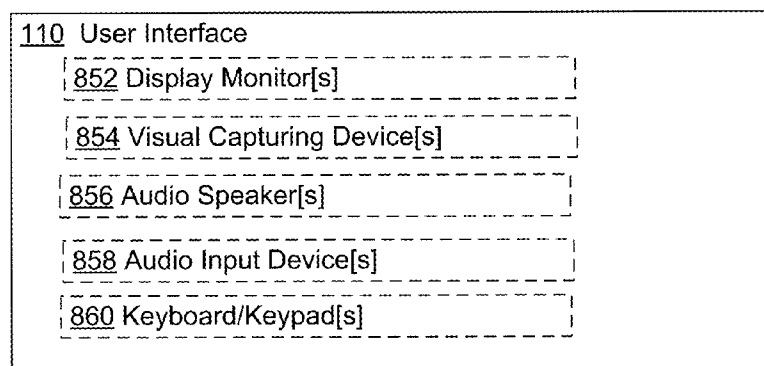 110 User Interface
852 Display Monitor[s]
854 Visual Capturing Device[s]
856 Audio Speaker[s]
858 Audio Input Device[s]
860 Keyboard/Keypad[s]